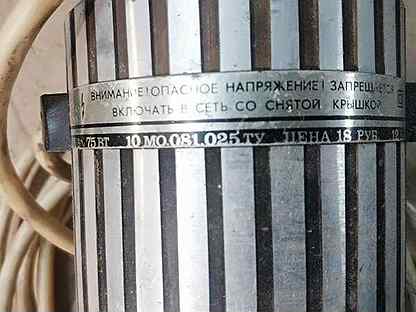 ВНИМАНИЕ! ОПАСНОЕ НАПРЯЖЕНИЕ! ЗАПРЕЩАЕТСЯ
ВКЛЮЧАТЬ В СЕТЬ СО СНЯТОЙ КРЫШКОЙ
75 ВТ 10 МО.081.025 ТУ ЦЕНА 18 РУБ.